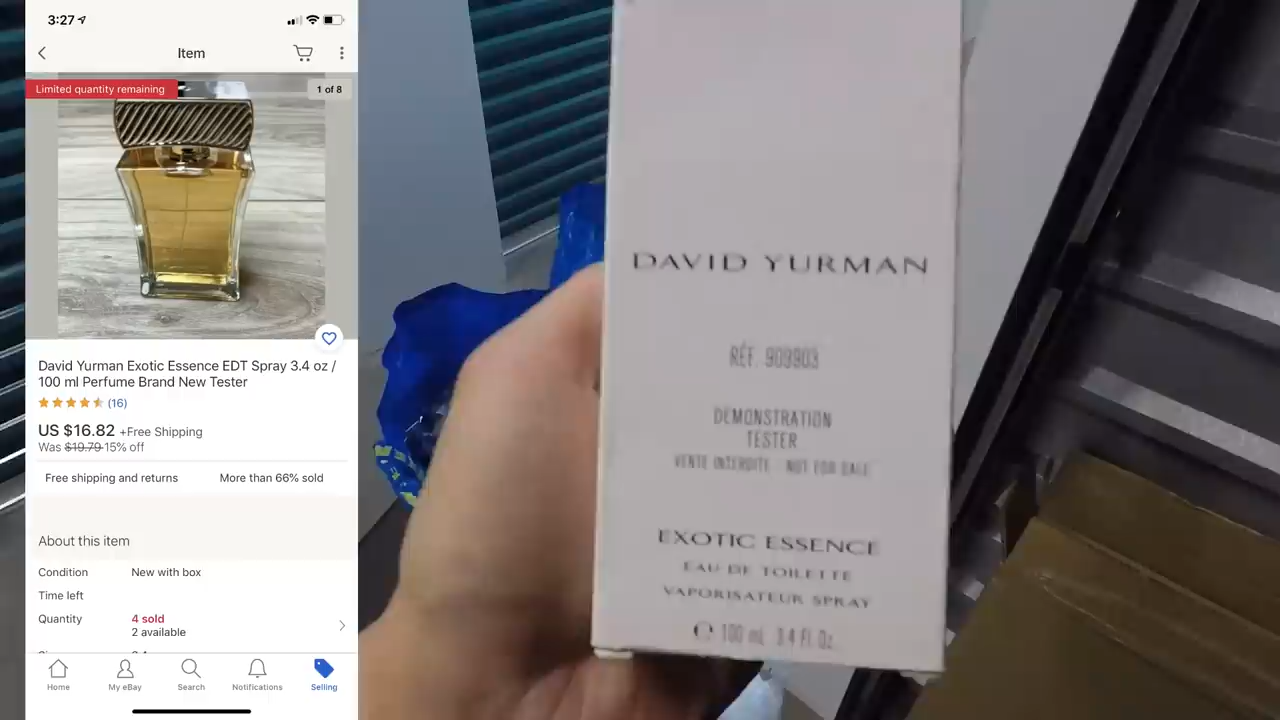 3:27
Item
Limited quantity remaining
1 of 8
David Yurman Exotic Essence EDT Spray 3.4 oz /
100 ml Perfume Brand New Tester
(16)
US $16.82 +Free Shipping
Was $19.79 15% off
Free shipping and returns
More than 66% sold
About this item
Condition
New with box
Time left
Quantity
4 sold
2 available
Home
My eBay
Search
Notifications
Selling
DAVID YURMAN
RÉF. 909903
DEMONSTRATION
TESTER
VENTE INTERDITE - NOT FOR SALE
EXOTIC ESSENCE
EAU DE TOILETTE
VAPORISATEUR SPRAY
℮ 100 mL 3.4 Fl. Oz.